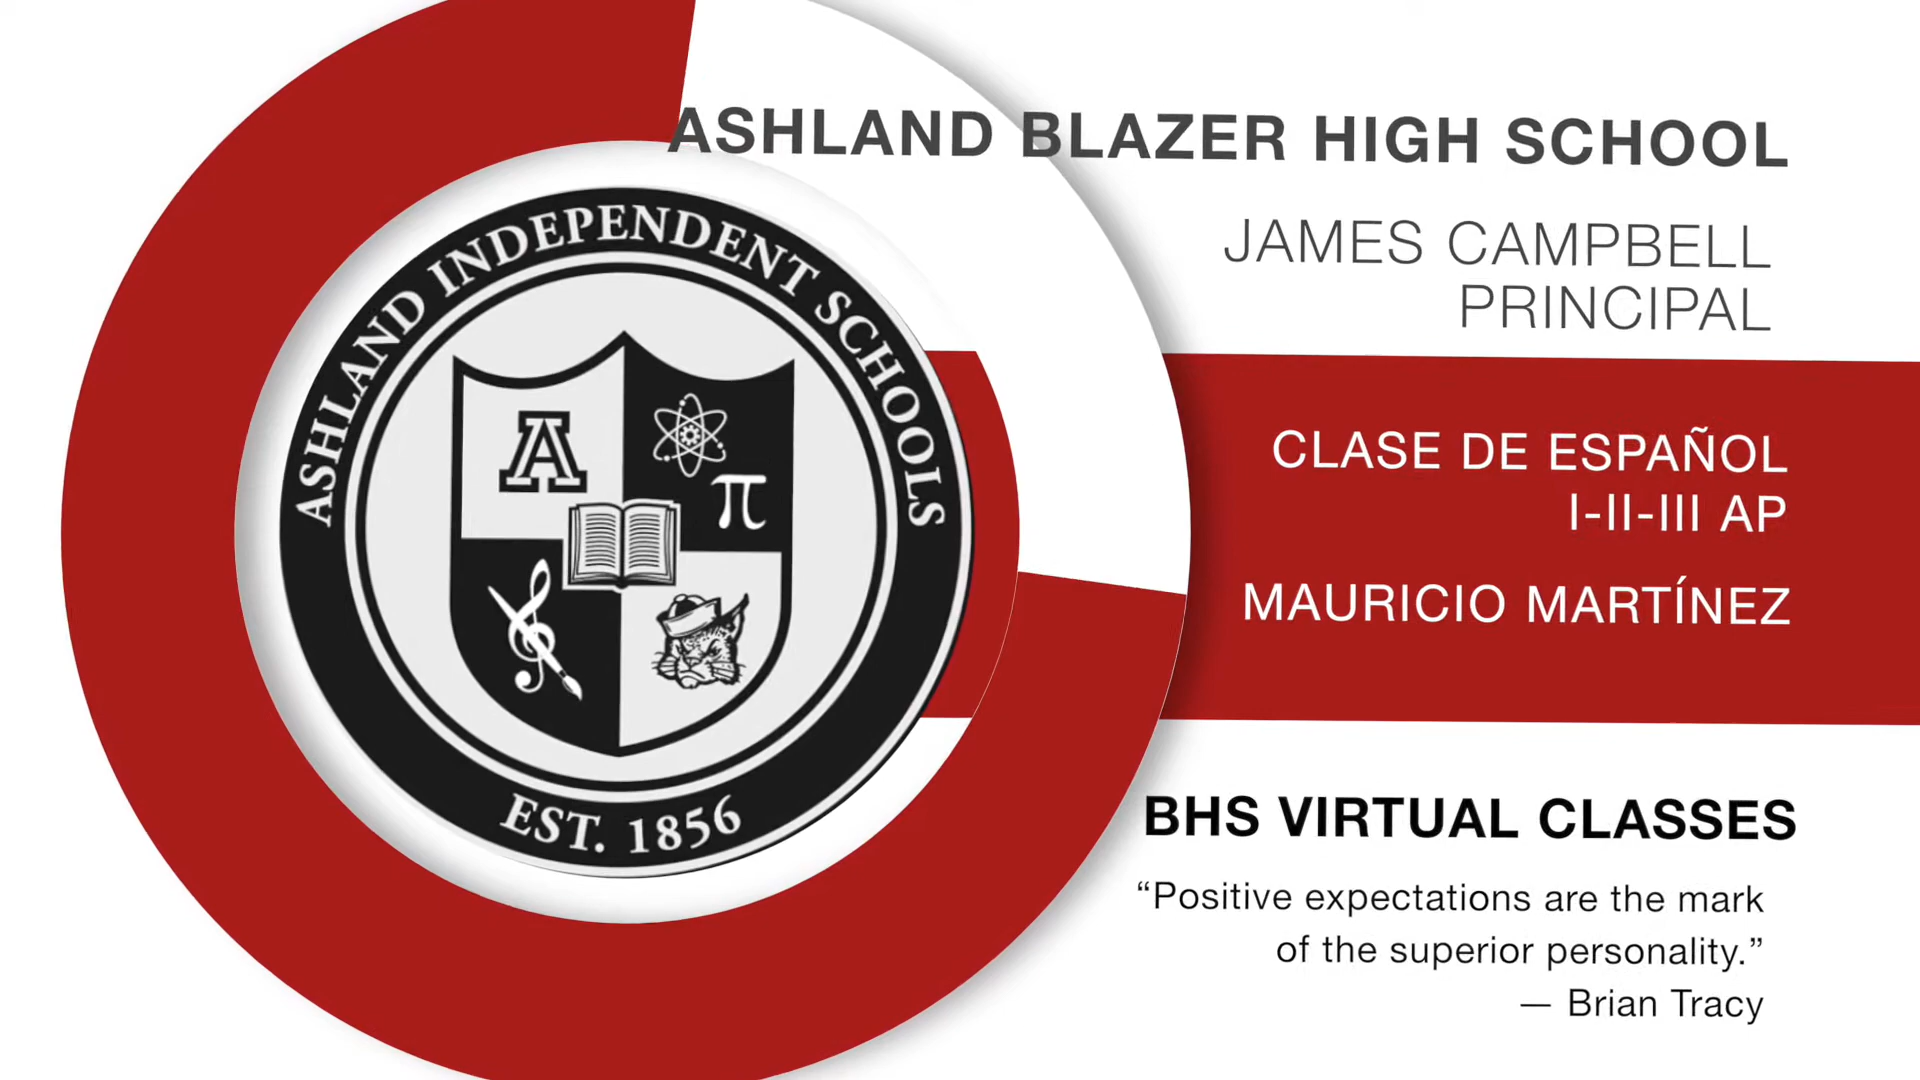 ASHLAND BLAZER HIGH SCHOOL
JAMES CAMPBELL
PRINCIPAL
ASHLAND INDEPENDENT SCHOOLS
A
π
EST. 1856
CLASE DE ESPAÑOL
I-II-III AP
MAURICIO MARTÍNEZ
BHS VIRTUAL CLASSES
“Positive expectations are the mark
of the superior personality.”
— Brian Tracy